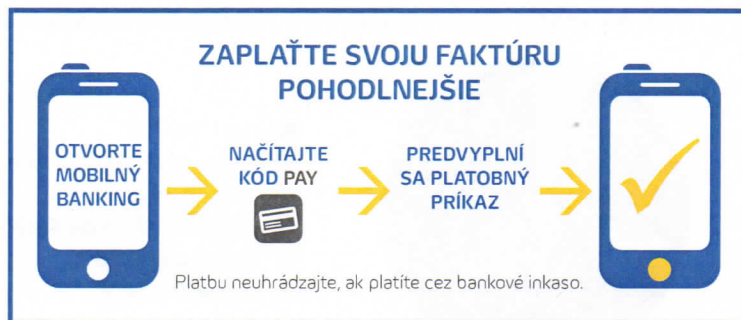 ZAPLAŤTE SVOJU FAKTÚRU
POHODLNEJŠIE
OTVORTE
MOBILNÝ
BANKING
NAČÍTAJTE
KÓD PAY
PREDVYPLNÍ
SA PLATOBNÝ
PRÍKAZ
Platbu neuhrádzajte, ak platíte cez bankové inkaso.